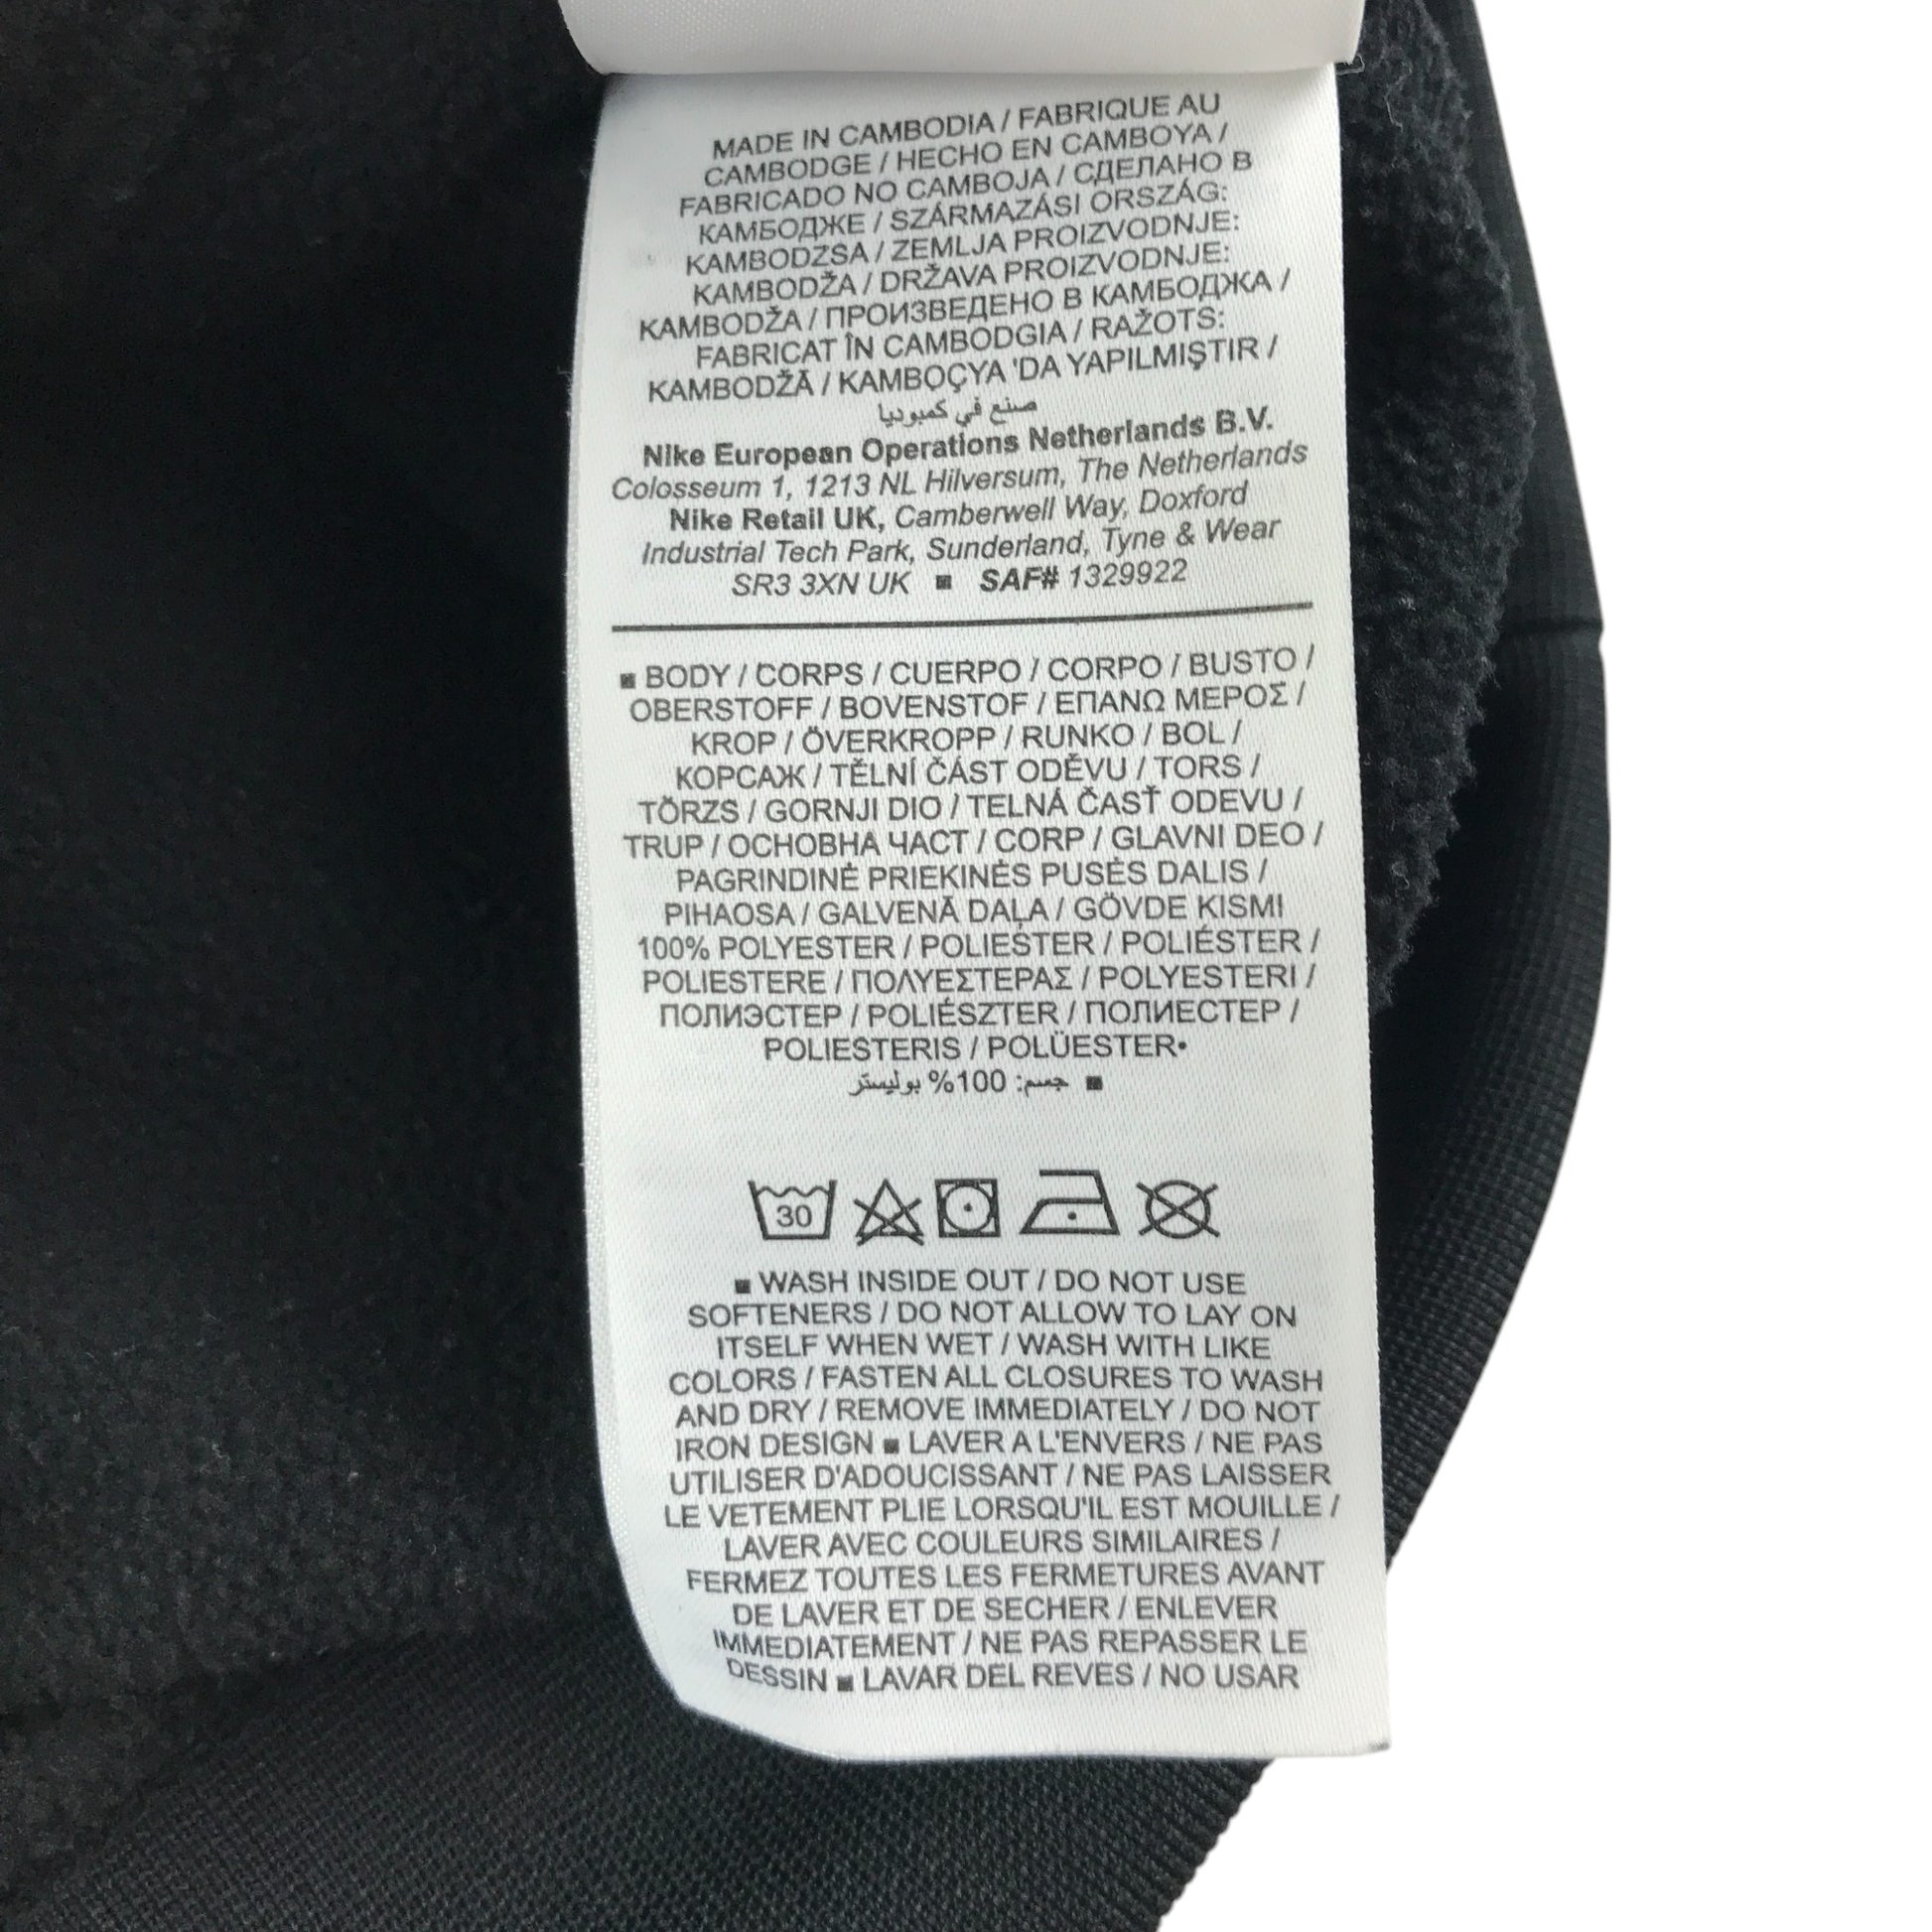 MADE IN CAMBODIA / FABRIQUE AU
CAMBODGE / HECHO EN CAMBOYA /
FABRICADO NO CAMBOJA / СДЕЛАНО В
КАМБОДЖЕ / SZÁRMAZÁSI ORSZÁG:
KAMBODZSA / ZEMLJA PROIZVODNJE:
KAMBODŽA / DRŽAVA PROIZVODNJE:
KAMBODŽA / ПРОИЗВЕДЕНО В КАМБОДЖА /
FABRICAT ÎN CAMBODGIA / RAŽOTS:
KAMBODŽĀ / KAMBOÇYA 'DA YAPILMIŞTIR /
صنع في كمبوديا
Nike European Operations Netherlands B.V.
Colosseum 1, 1213 NL Hilversum, The Netherlands
Nike Retail UK, Camberwell Way, Doxford
Industrial Tech Park, Sunderland, Tyne & Wear
SR3 3XN UK ■ SAF# 1329922
■ BODY / CORPS / CUERPO / CORPO / BUSTO /
OBERSTOFF / BOVENSTOF / ΕΠΑΝΩ ΜΕΡΟΣ /
KROP / ÖVERKROPP / RUNKO / BOL /
КОРСАЖ / TĚLNÍ ČÁST ODĚVU / TORS /
TÖRZS / GORNJI DIO / TELNÁ ČASŤ ODEVU /
TRUP / ОСНОВНА ЧАСТ / CORP / GLAVNI DEO /
PAGRINDINĖ PRIEKINĖS PUSĖS DALIS /
PIHAOSA / GALVENĀ DAĻA / GÖVDE KISMI
100% POLYESTER / POLIESTER / POLIÉSTER /
POLIESTERE / ΠΟΛΥΕΣΤΕΡΑΣ / POLYESTERI /
ПОЛИЭСТЕР / POLIÉSZTER / ПОЛИЕСТЕР /
POLIESTERIS / POLÜESTER•
■ جسم: 100% بوليستر
30
■ WASH INSIDE OUT / DO NOT USE
SOFTENERS / DO NOT ALLOW TO LAY ON
ITSELF WHEN WET / WASH WITH LIKE
COLORS / FASTEN ALL CLOSURES TO WASH
AND DRY / REMOVE IMMEDIATELY / DO NOT
IRON DESIGN ■ LAVER A L'ENVERS / NE PAS
UTILISER D'ADOUCISSANT / NE PAS LAISSER
LE VETEMENT PLIE LORSQU'IL EST MOUILLE /
LAVER AVEC COULEURS SIMILAIRES /
FERMEZ TOUTES LES FERMETURES AVANT
DE LAVER ET DE SECHER / ENLEVER
IMMEDIATEMENT / NE PAS REPASSER LE
DESSIN ■ LAVAR DEL REVES / NO USAR